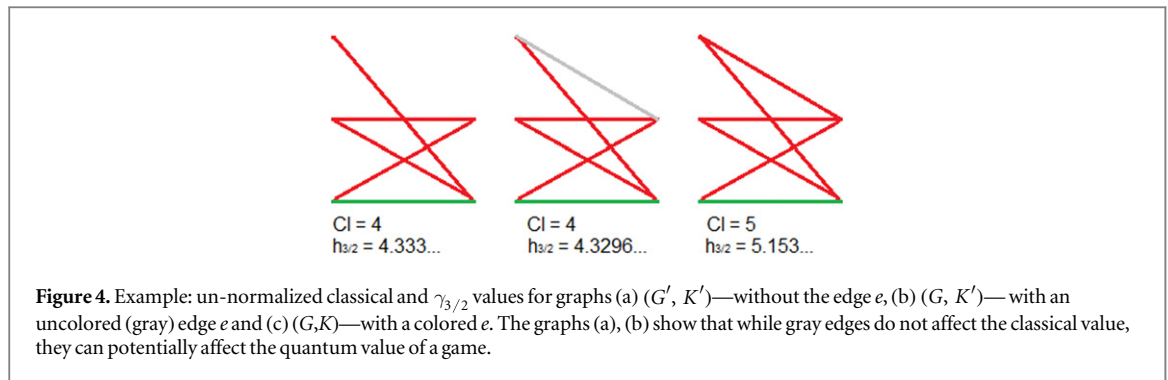 Cl = 4
h3/2 = 4.333...
Cl = 4
h3/2 = 4.3296...
Cl = 5
h3/2 = 5.153...
Figure 4. Example: un-normalized classical and γ3/2 values for graphs (a) (G′, K′)—without the edge e, (b) (G, K′)— with an
uncolored (gray) edge e and (c) (G,K)—with a colored e. The graphs (a), (b) show that while gray edges do not affect the classical value,
they can potentially affect the quantum value of a game.